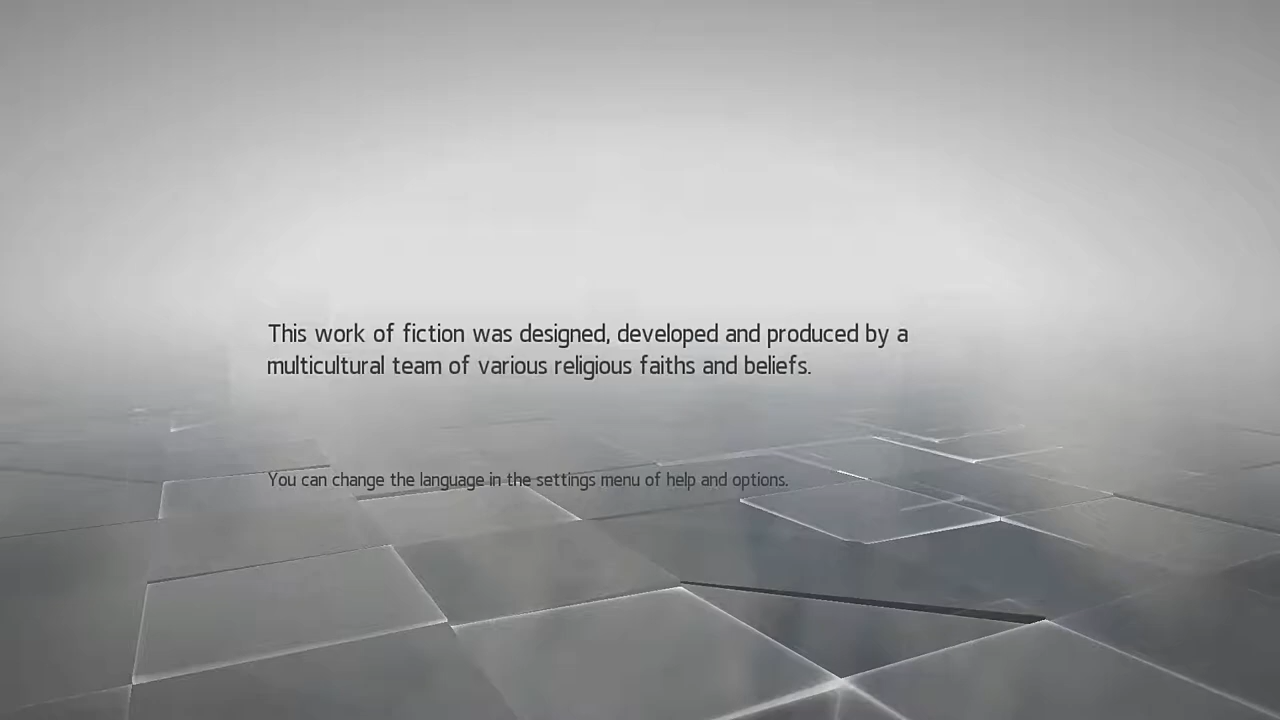 This work of fiction was designed, developed and produced by a
multicultural team of various religious faiths and beliefs.
You can change the language in the settings menu of help and options.